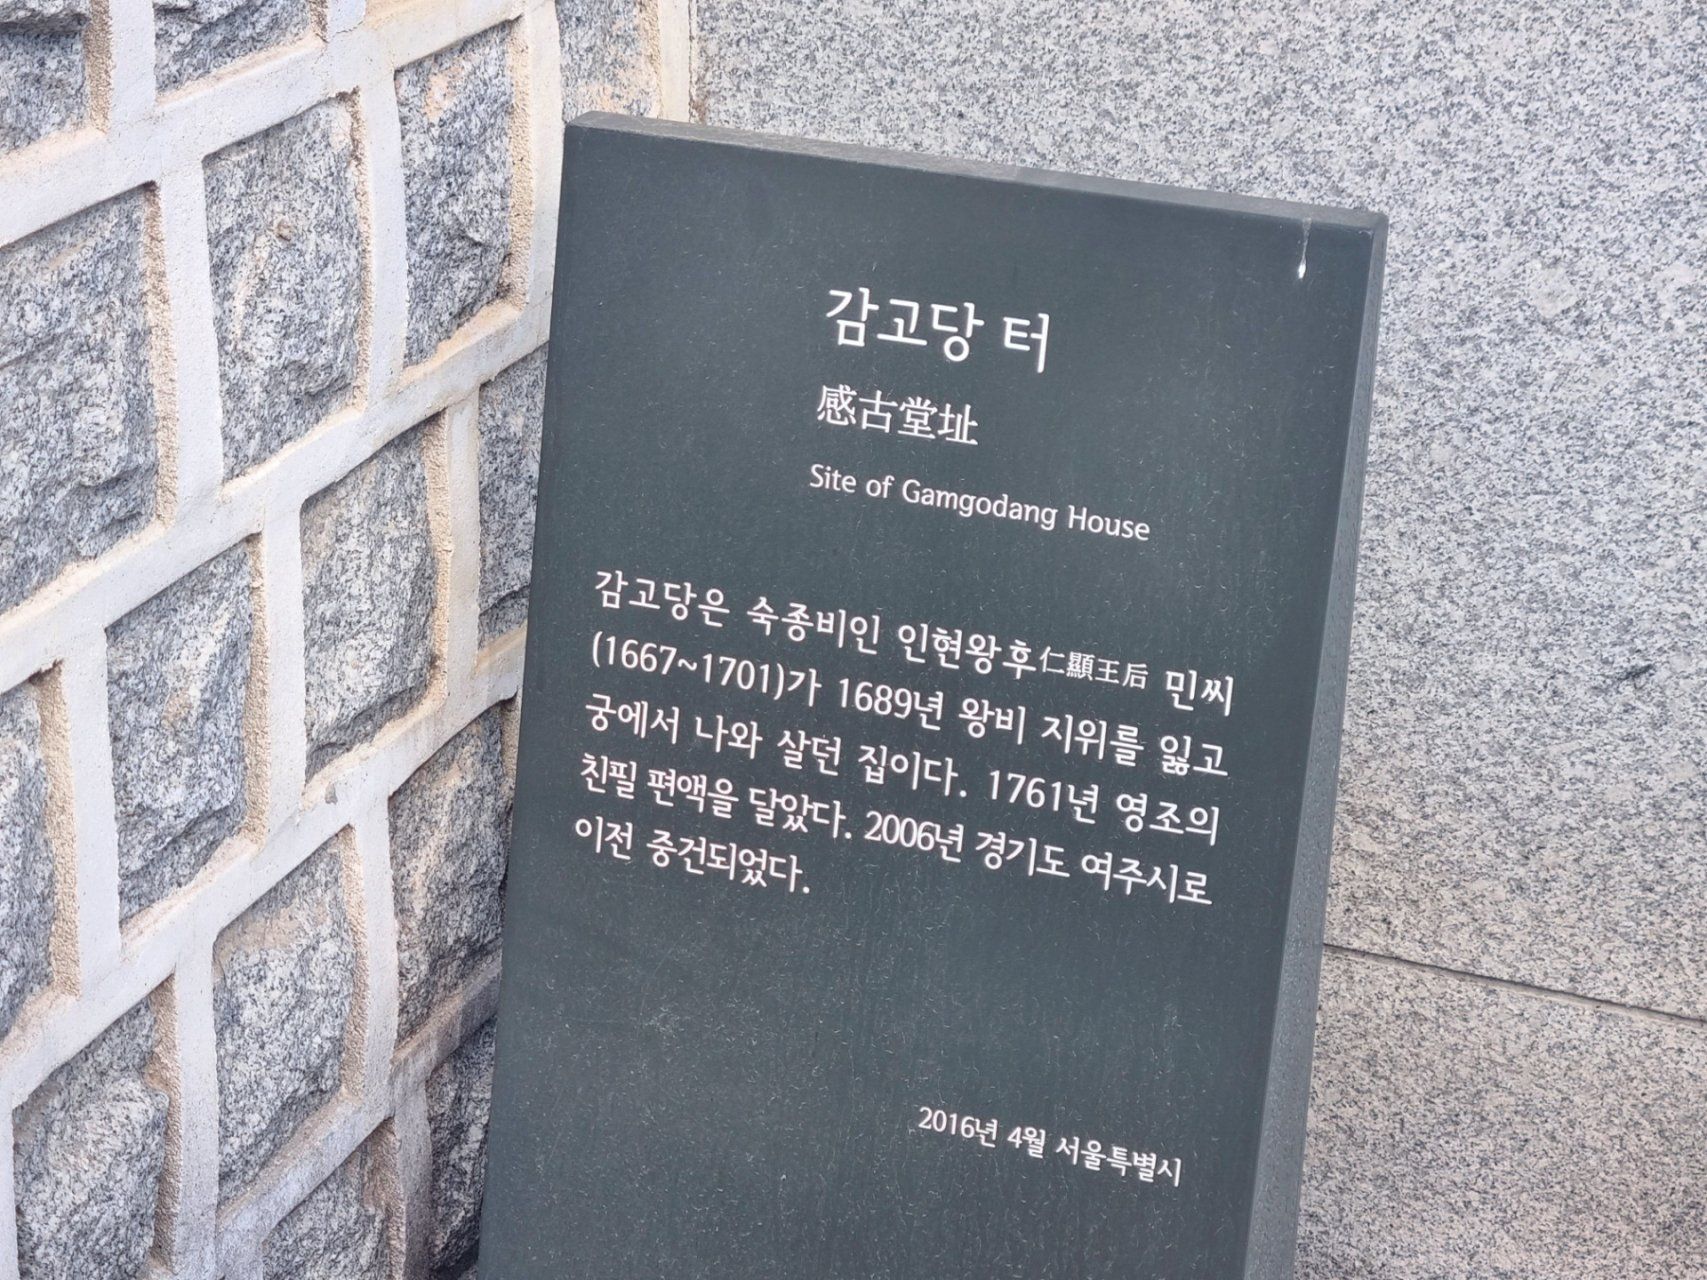 감고당 터
感古堂址
Site of Gamgodang House
감고당은 숙종비인 인현왕후仁顯王后 민씨
(1667~1701)가 1689년 왕비 지위를 잃고
궁에서 나와 살던 집이다. 1761년 영조의
친필 편액을 달았다. 2006년 경기도 여주시로
이전 중건되었다.
2016년 4월 서울특별시